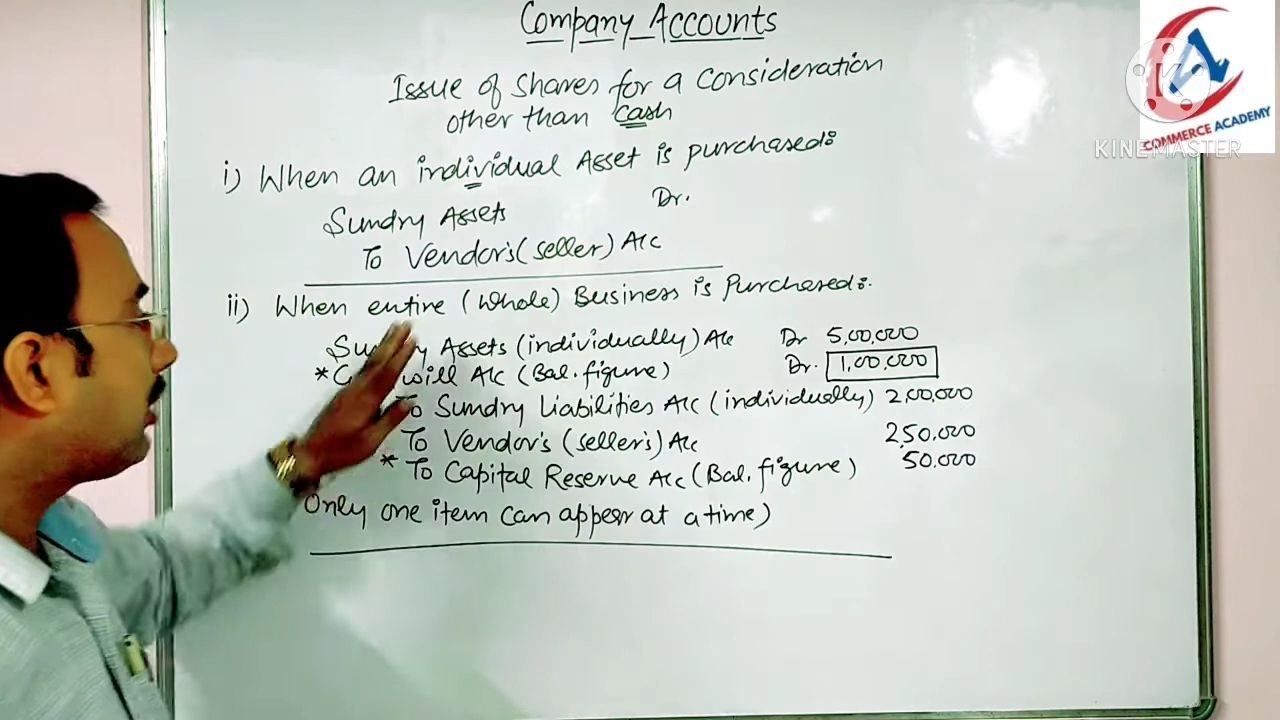 Company Accounts
Issue of Shares for a Consideration
other than cash
i) When an individual Asset is purchased:
Sundry Assets Dr.
To Vendor's (seller) A/c
ii) When entire (whole) Business is Purchased:
Sundry Assets (individually) A/c Dr 5,00,000
* will A/c (Bal. figure) Dr. 1,00,000
To Sundry Liabilities A/c (individually) 2,00,000
To Vendor's (seller's) A/c 2,50,000
* To Capital Reserve A/c (Bal. figure) 50,000
Only one item can appear at a time)
COMMERCE ACADEMY
KINEMASTER